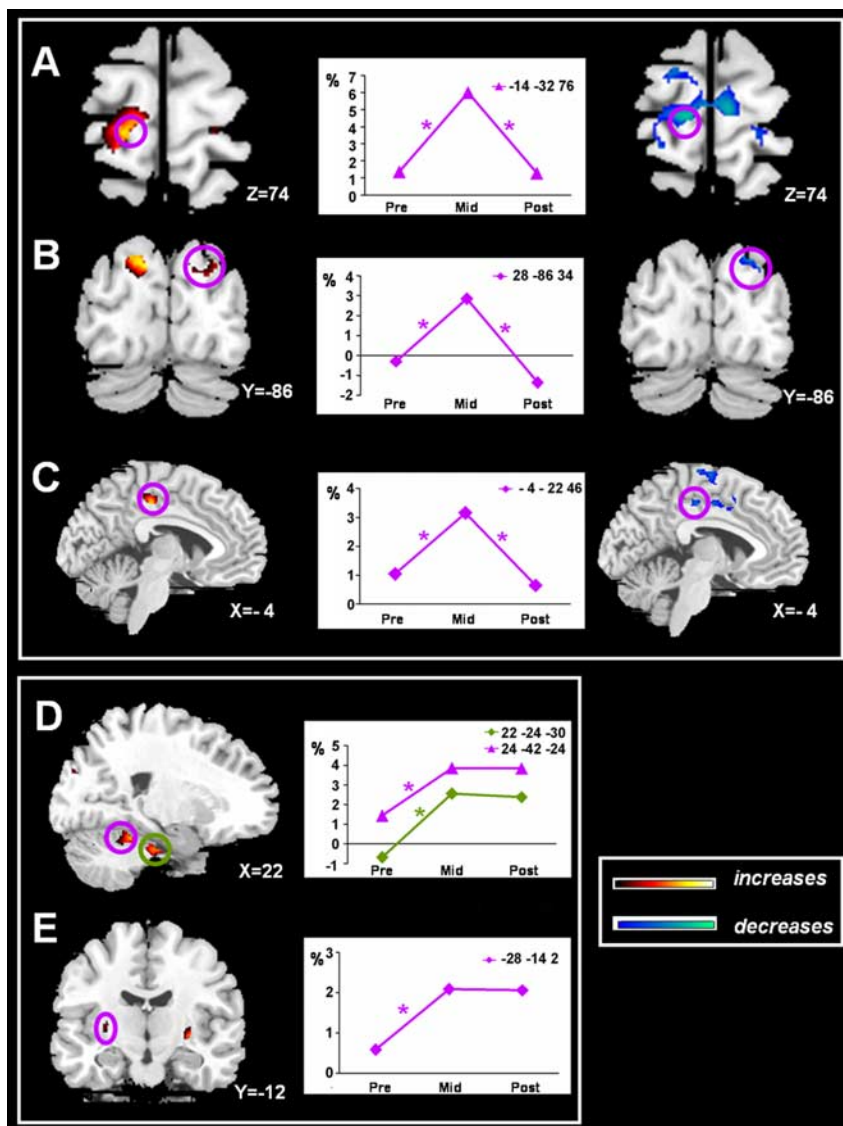 A
%
-14 -32 76
7
6
5
4
3
2
1
0
*
*
Pre Mid Post
Z=74
Z=74
B
%
28 -86 34
4
3
2
1
0
-1
-2
*
*
Pre Mid Post
Y=-86
Y=-86
C
%
- 4 - 22 46
4
3
2
1
0
*
*
Pre Mid Post
X=- 4
X=- 4
D
%
22 -24 -30
24 -42 -24
5
4
3
2
1
0
-1
*
*
Pre Mid Post
X=22
increases
decreases
E
%
-28 -14 2
3
2
1
0
*
Pre Mid Post
Y=-12